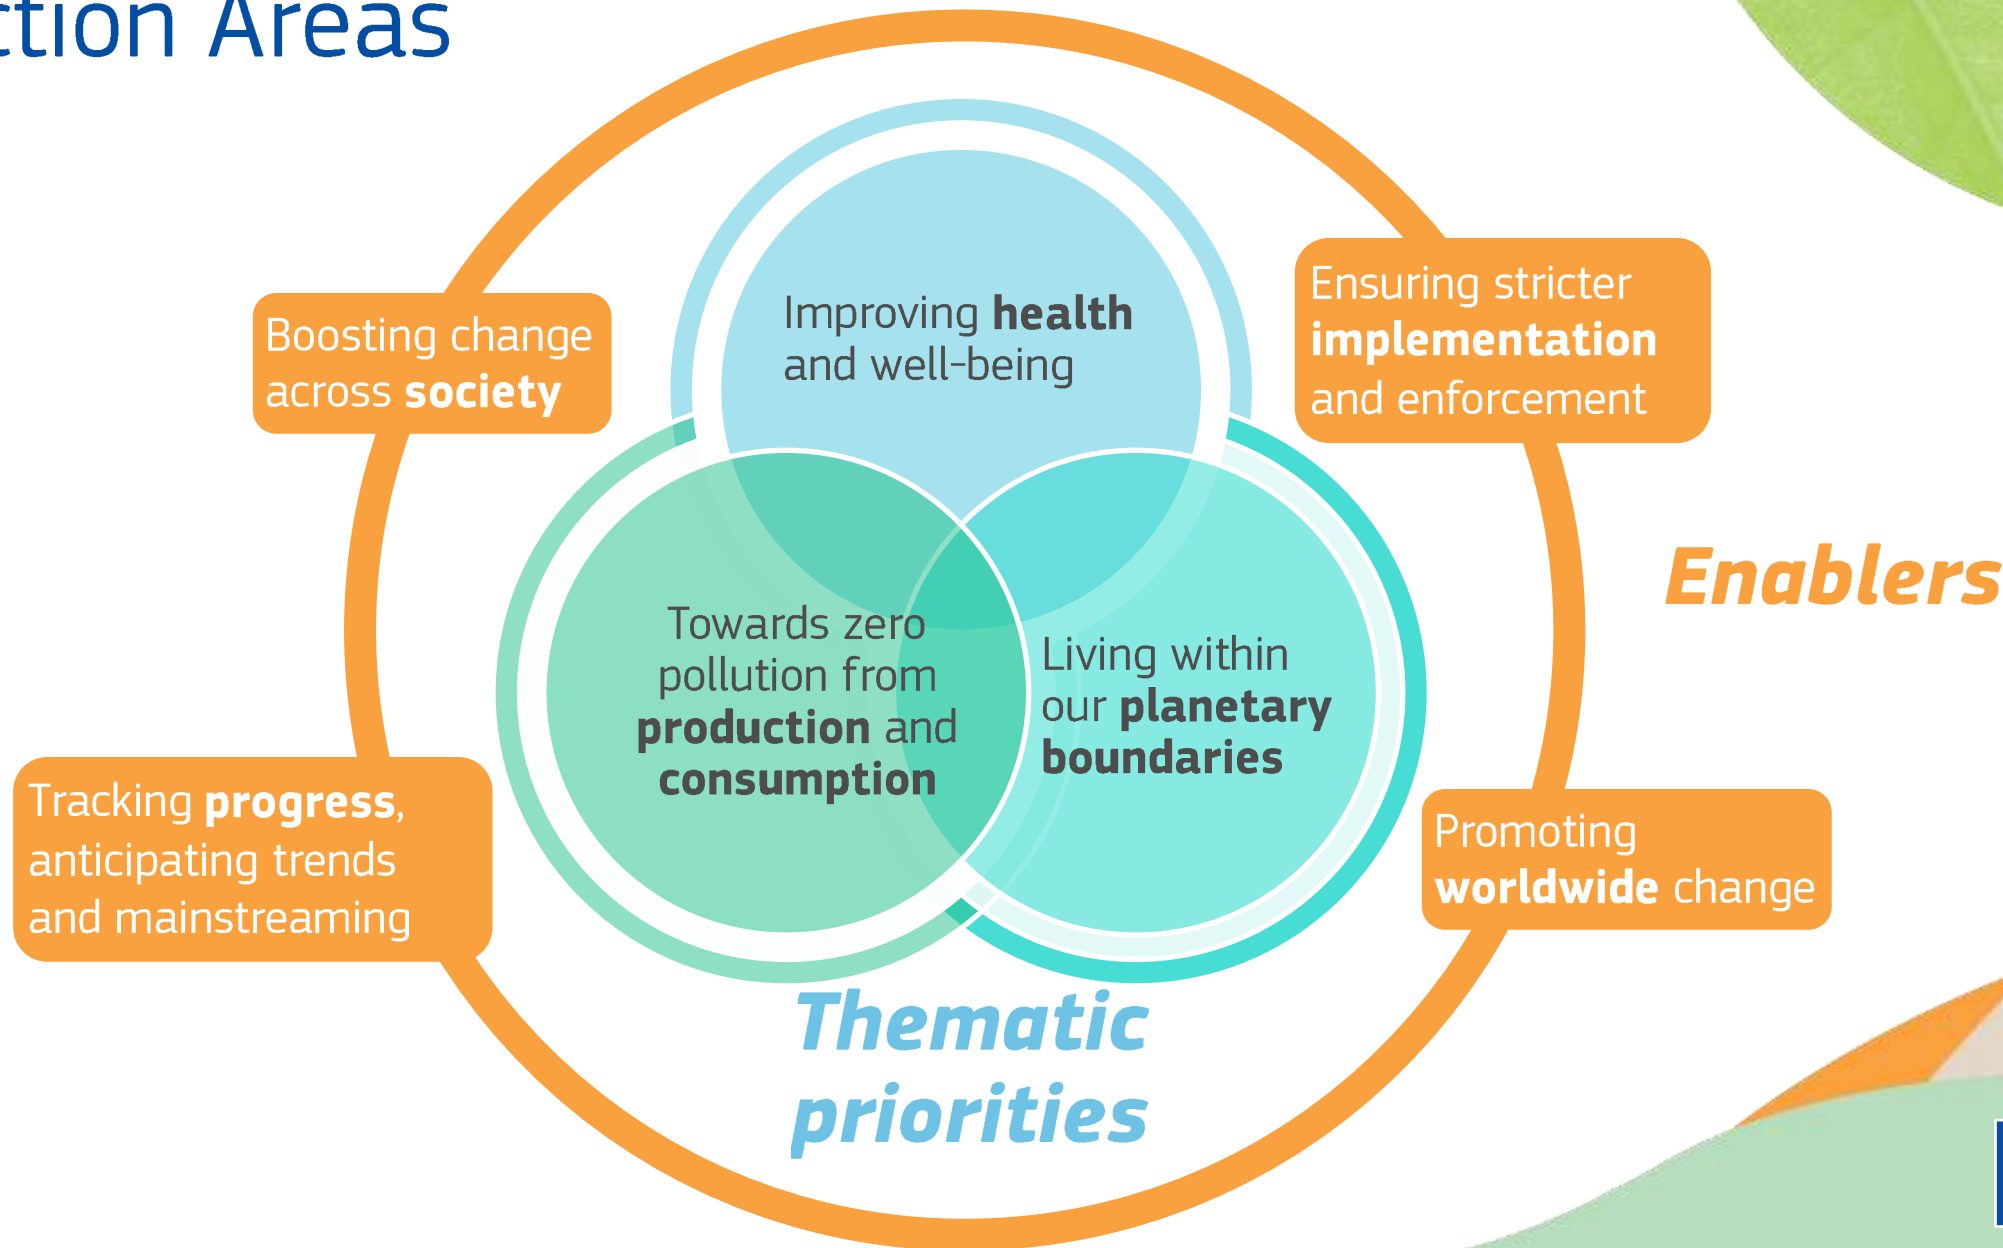 ction Areas
Improving health
and well-being
Boosting change
across society
Ensuring stricter
implementation
and enforcement
Enablers
Towards zero
pollution from
production and
consumption
Living within
our planetary
boundaries
Tracking progress,
anticipating trends
and mainstreaming
Promoting
worldwide change
Thematic
priorities